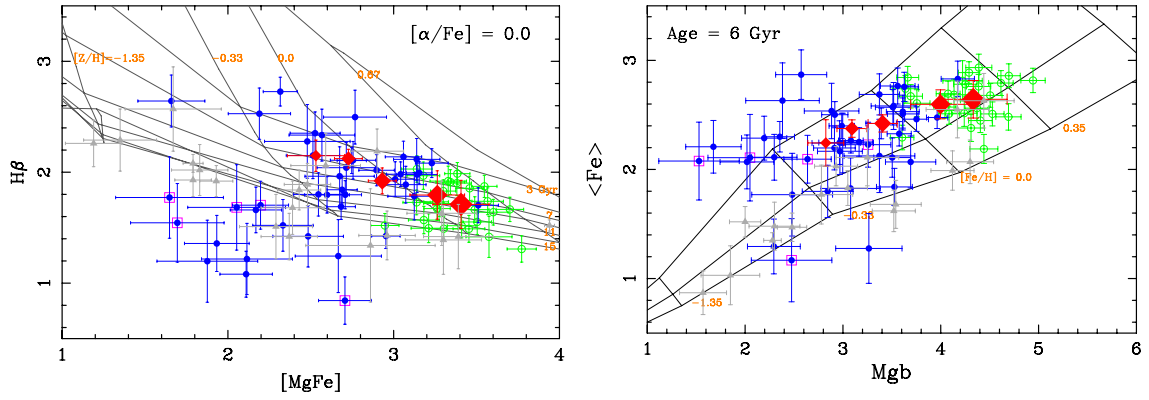 [α/Fe] = 0.0
[Z/H]=-1.35
-0.33
0.0
0.67
3 Gyr
7
11
15
Hβ
1
2
3
1
2
3
4
[MgFe]
Age = 6 Gyr
0.35
[Fe/H] = 0.0
-0.33
-1.35
<Fe>
1
2
3
1
2
3
4
5
6
Mgb